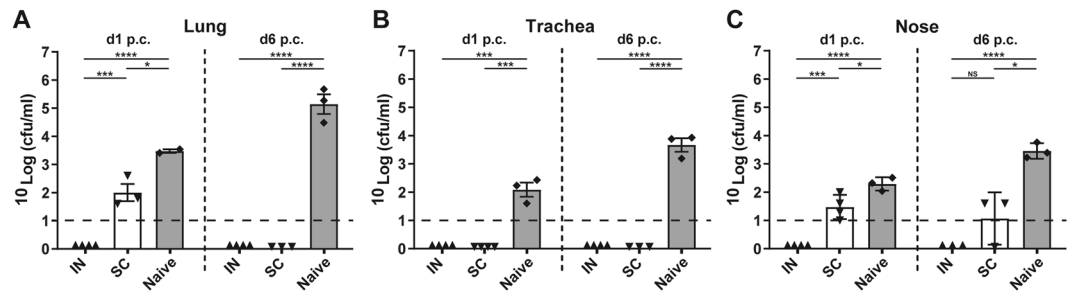 A
Lung
d1 p.c.
d6 p.c.
****
***
*
****
****
10Log (cfu/ml)
7
6
5
4
3
2
1
0
IN
SC
Naive
IN
SC
Naive
B
Trachea
d1 p.c.
d6 p.c.
***
***
****
****
10Log (cfu/ml)
7
6
5
4
3
2
1
0
IN
SC
Naive
IN
SC
Naive
C
Nose
d1 p.c.
d6 p.c.
****
***
*
****
NS
*
10Log (cfu/ml)
7
6
5
4
3
2
1
0
IN
SC
Naive
IN
SC
Naive